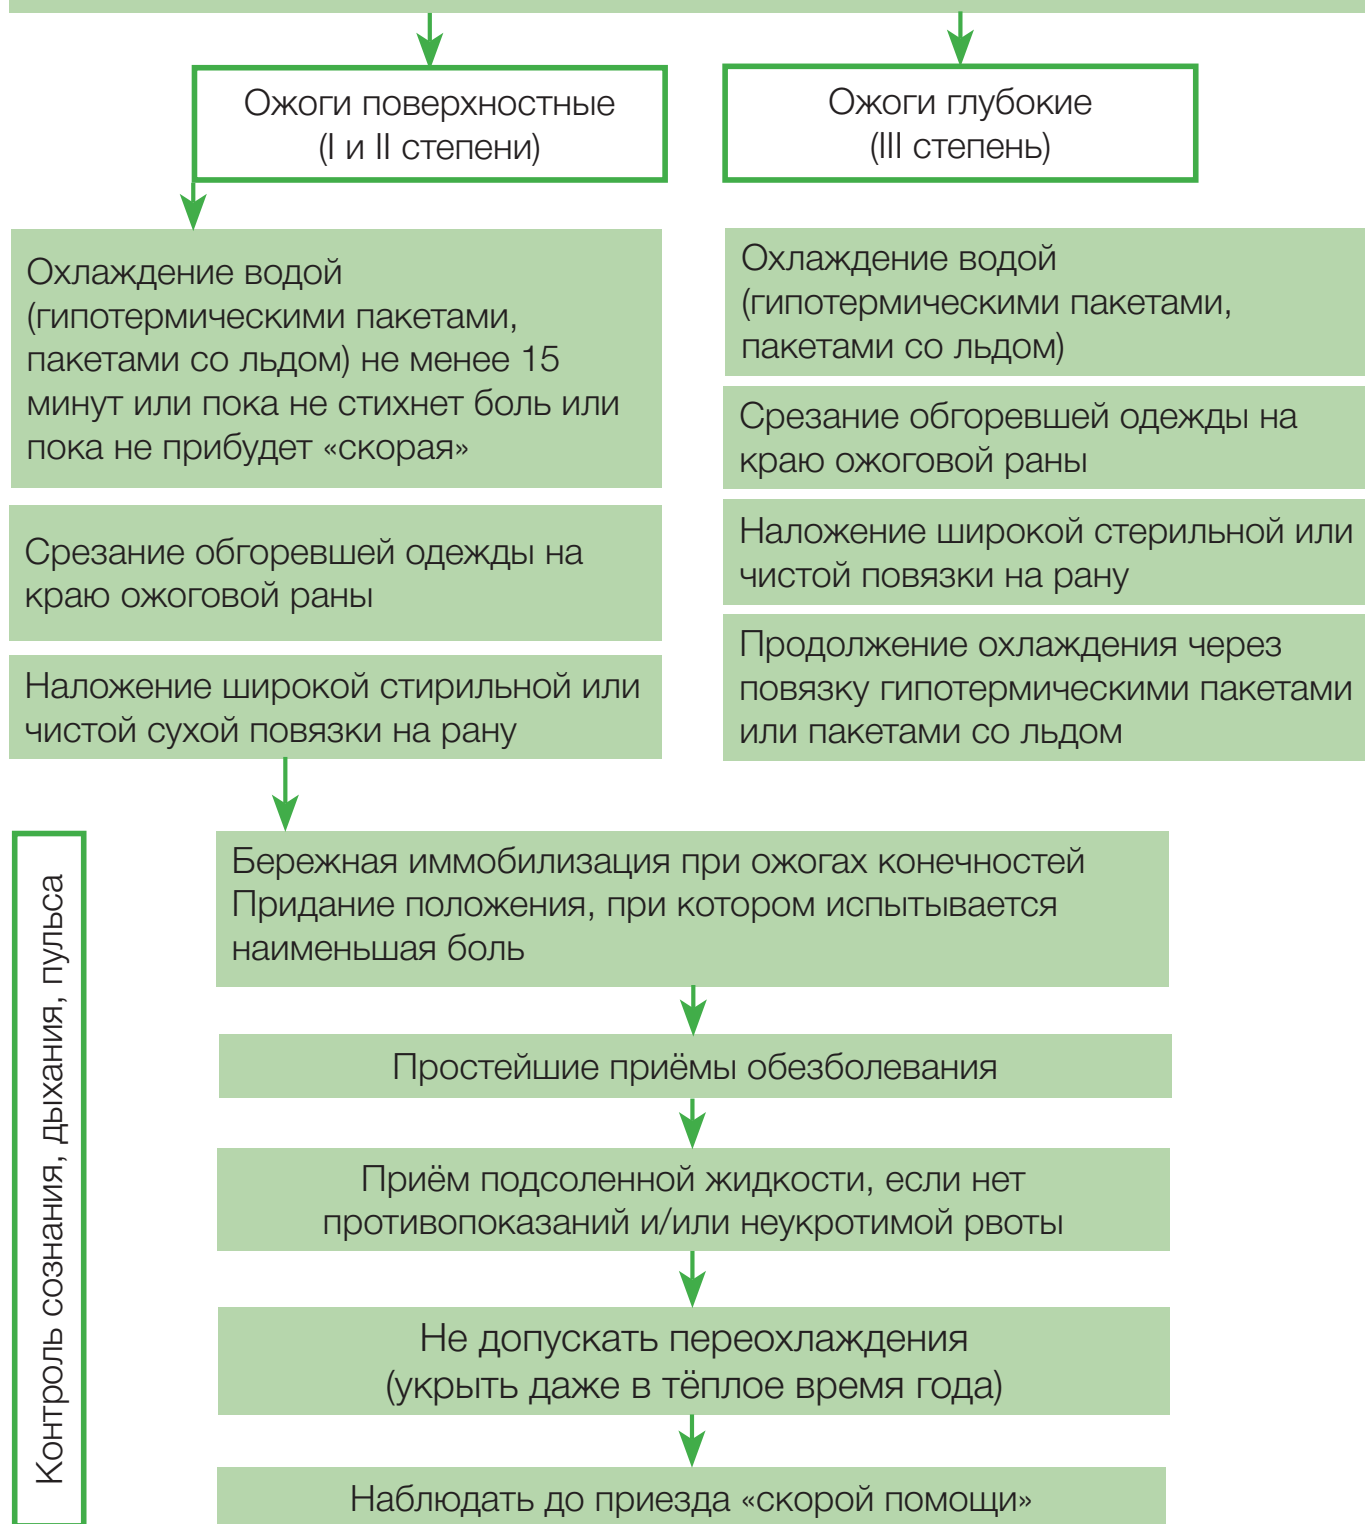 Ожоги поверхностные
(I и II степени)
Ожоги глубокие
(III степень)
Охлаждение водой
(гипотермическими пакетами,
пакетами со льдом) не менее 15
минут или пока не стихнет боль или
пока не прибудет «скорая»
Срезание обгоревшей одежды на
краю ожоговой раны
Наложение широкой стирильной или
чистой сухой повязки на рану
Охлаждение водой
(гипотермическими пакетами,
пакетами со льдом)
Срезание обгоревшей одежды на
краю ожоговой раны
Наложение широкой стерильной или
чистой повязки на рану
Продолжение охлаждения через
повязку гипотермическими пакетами
или пакетами со льдом
Контроль сознания, дыхания, пульса
Бережная иммобилизация при ожогах конечностей
Придание положения, при котором испытывается
наименьшая боль
Простейшие приёмы обезболевания
Приём подсоленной жидкости, если нет
противопоказаний и/или неукротимой рвоты
Не допускать переохлаждения
(укрыть даже в тёплое время года)
Наблюдать до приезда «скорой помощи»